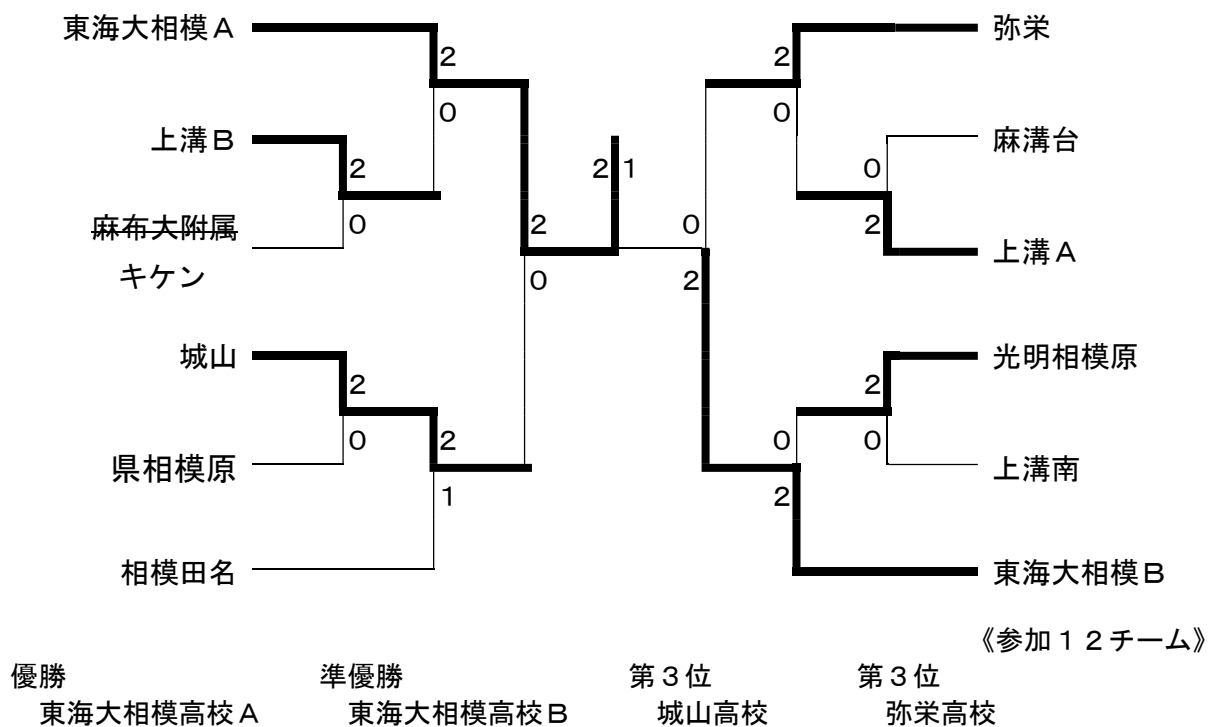 東海大相模A 2 2 弥栄
0 0
上溝B 2 2 1 0 麻溝台
麻布大附属 0 2 0 2 上溝A
キケン 0 2
城山 2 2 光明相模原
県相模原 0 2 0 0 上溝南
1 2
相模田名 東海大相模B
《参加12チーム》
優勝 準優勝 第3位 第3位
東海大相模高校A 東海大相模高校B 城山高校 弥栄高校